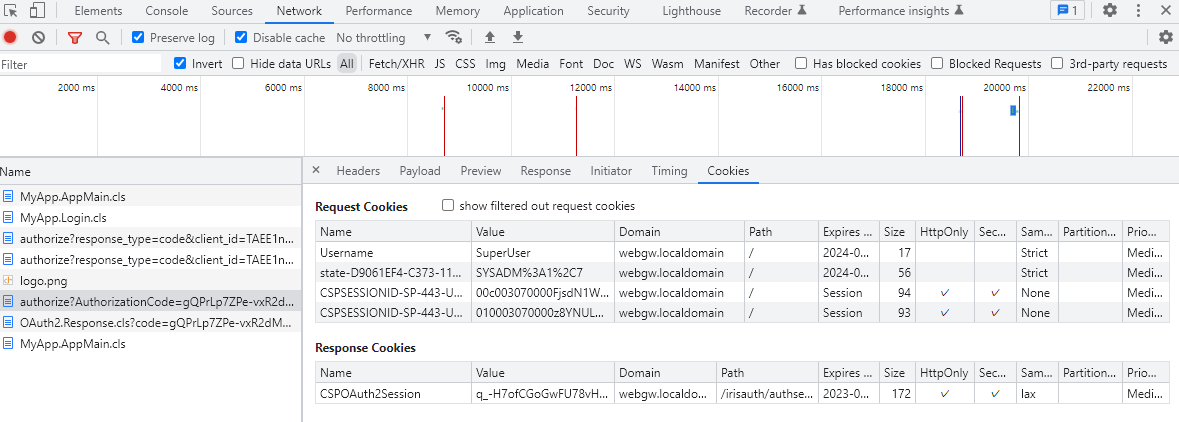 Elements Console Sources Network Performance Memory Application Security Lighthouse Recorder Performance insights 1
Preserve log Disable cache No throttling
Filter Invert Hide data URLs All Fetch/XHR JS CSS Img Media Font Doc WS Wasm Manifest Other Has blocked cookies Blocked Requests 3rd-party requests
2000 ms 4000 ms 6000 ms 8000 ms 10000 ms 12000 ms 14000 ms 16000 ms 18000 ms 20000 ms 22000 ms
Name
MyApp.AppMain.cls
MyApp.Login.cls
authorize?response_type=code&client_id=TAEE1n...
authorize?response_type=code&client_id=TAEE1n...
logo.png
authorize?AuthorizationCode=gQPrLp7ZPe-vxR2d...
OAuth2.Response.cls?code=gQPrLp7ZPe-vxR2dM...
MyApp.AppMain.cls
× Headers Payload Preview Response Initiator Timing Cookies
Request Cookies show filtered out request cookies
Name Value Domain Path Expires ... Size HttpOnly Sec... Sam... Partition... Prio...
Username SuperUser webgw.localdomain / 2024-0... 17 Strict Medi...
state-D9061EF4-C373-11... SYSADM%3A1%2C7 webgw.localdomain / 2024-0... 56 Strict Medi...
CSPSESSIONID-SP-443-U... 00c003070000FjsdN1W... webgw.localdomain / Session 94 ✓ ✓ None Medi...
CSPSESSIONID-SP-443-U... 010003070000z8YNUL... webgw.localdomain / Session 93 ✓ ✓ None Medi...
Response Cookies
Name Value Domain Path Expires ... Size HttpOnly Sec... Sam... Partition... Prio...
CSPOAuth2Session q_-H7ofCGoGwFU78vH... webgw.localdo... /irisauth/authse... 2023-0... 172 ✓ ✓ lax Medi...